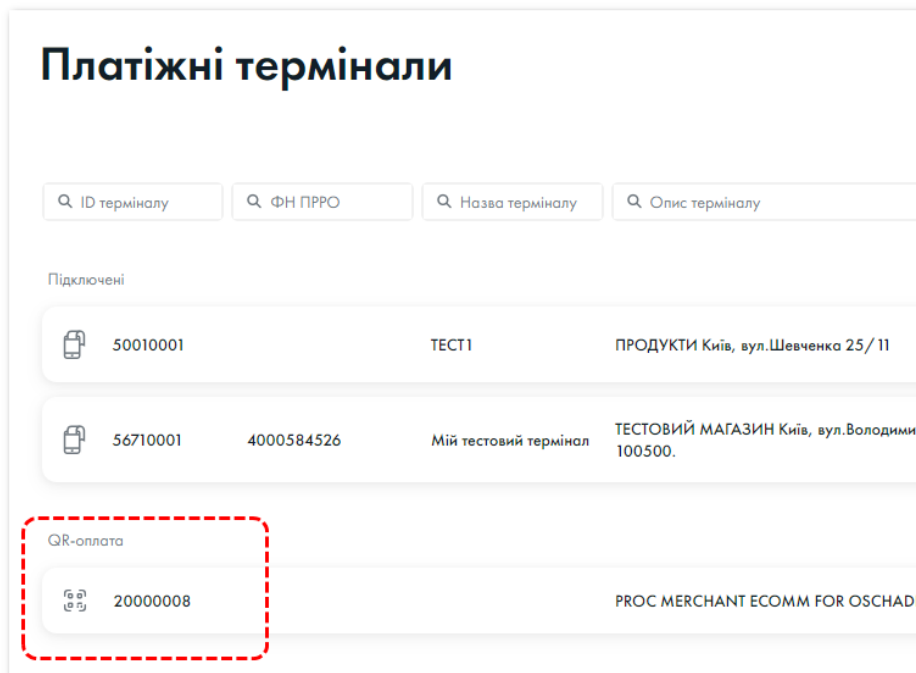 Платіжні термінали
ID терміналу ФН ПРРО Назва терміналу Опис терміналу
Підключені
50010001 ТЕСТ1 ПРОДУКТИ Київ, вул.Шевченка 25/11
56710001 4000584526 Мій тестовий термінал ТЕСТОВИЙ МАГАЗИН Київ, вул.Володими
100500.
QR-оплата
20000008 PROC MERCHANT ECOMM FOR OSCHAD